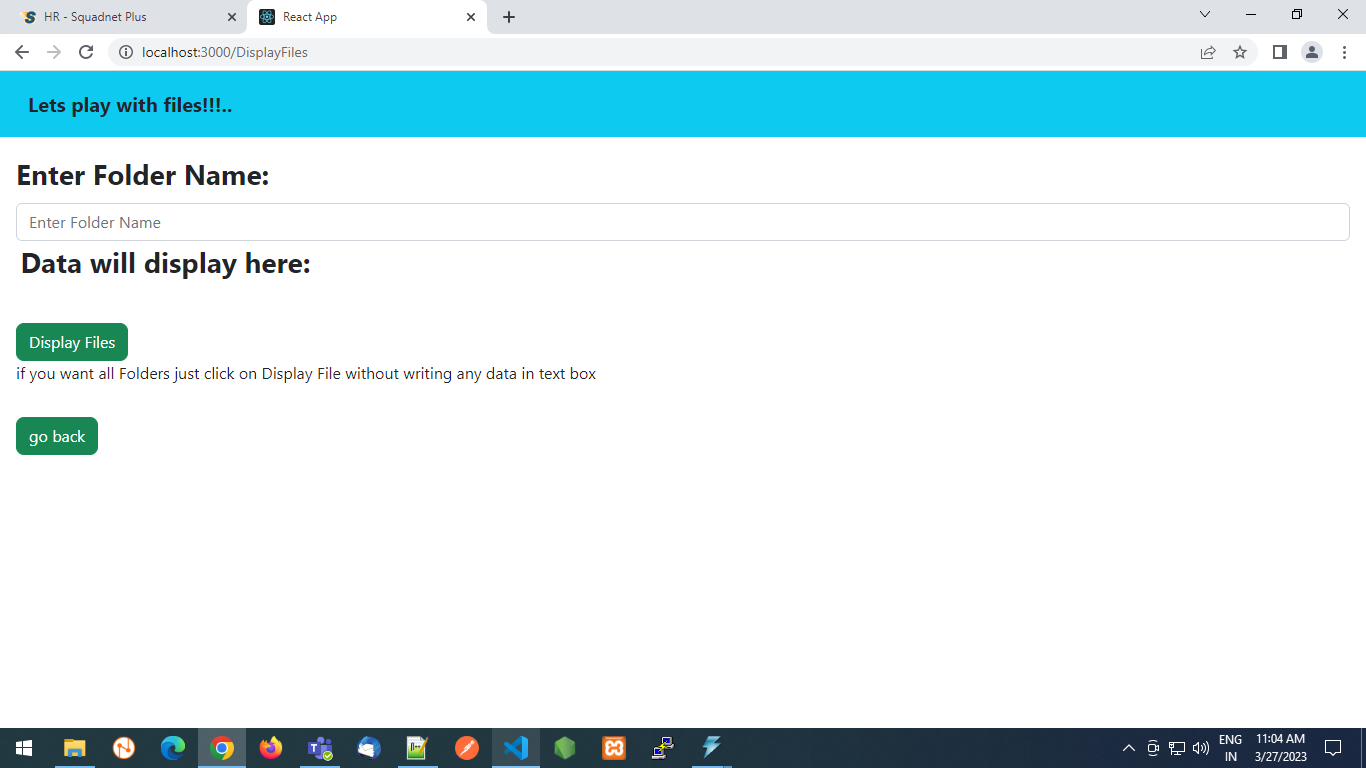 HR - Squadnet Plus
React App
localhost:3000/DisplayFiles
Lets play with files!!!..
Enter Folder Name:
Enter Folder Name
Data will display here:
Display Files
if you want all Folders just click on Display File without writing any data in text box
go back
ENG
IN
11:04 AM
3/27/2023